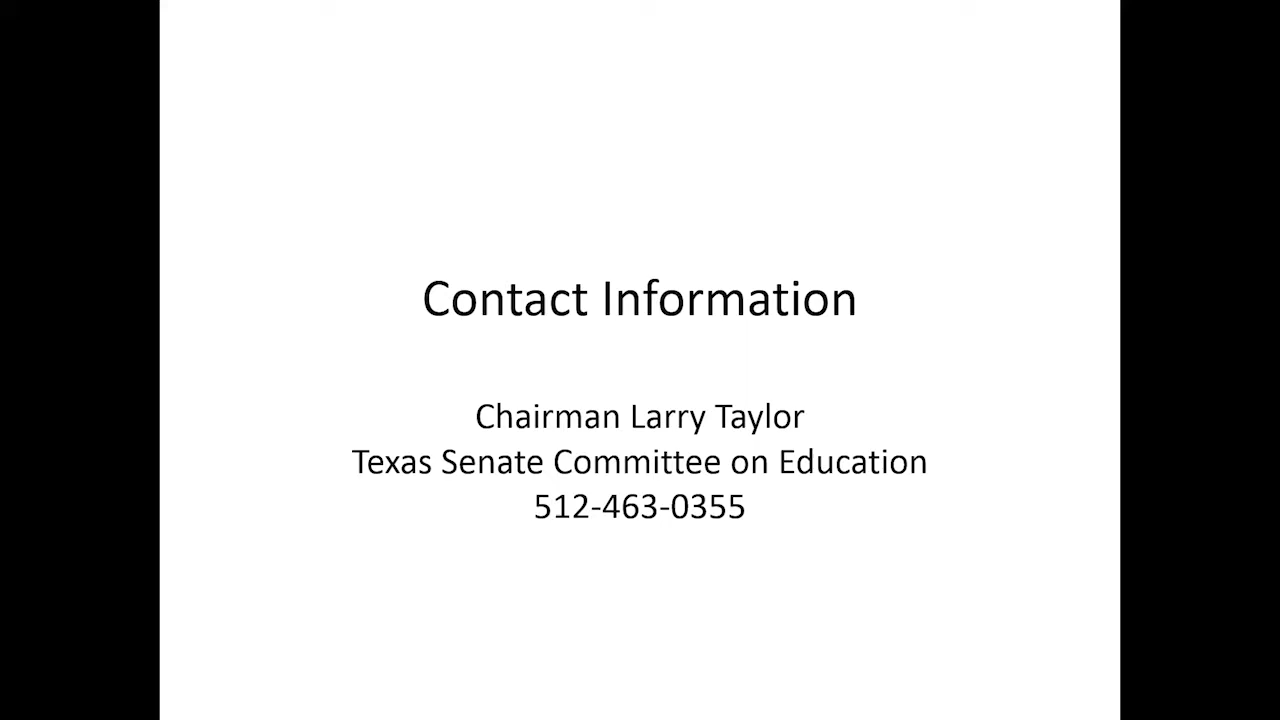 Contact Information
Chairman Larry Taylor
Texas Senate Committee on Education
512-463-0355